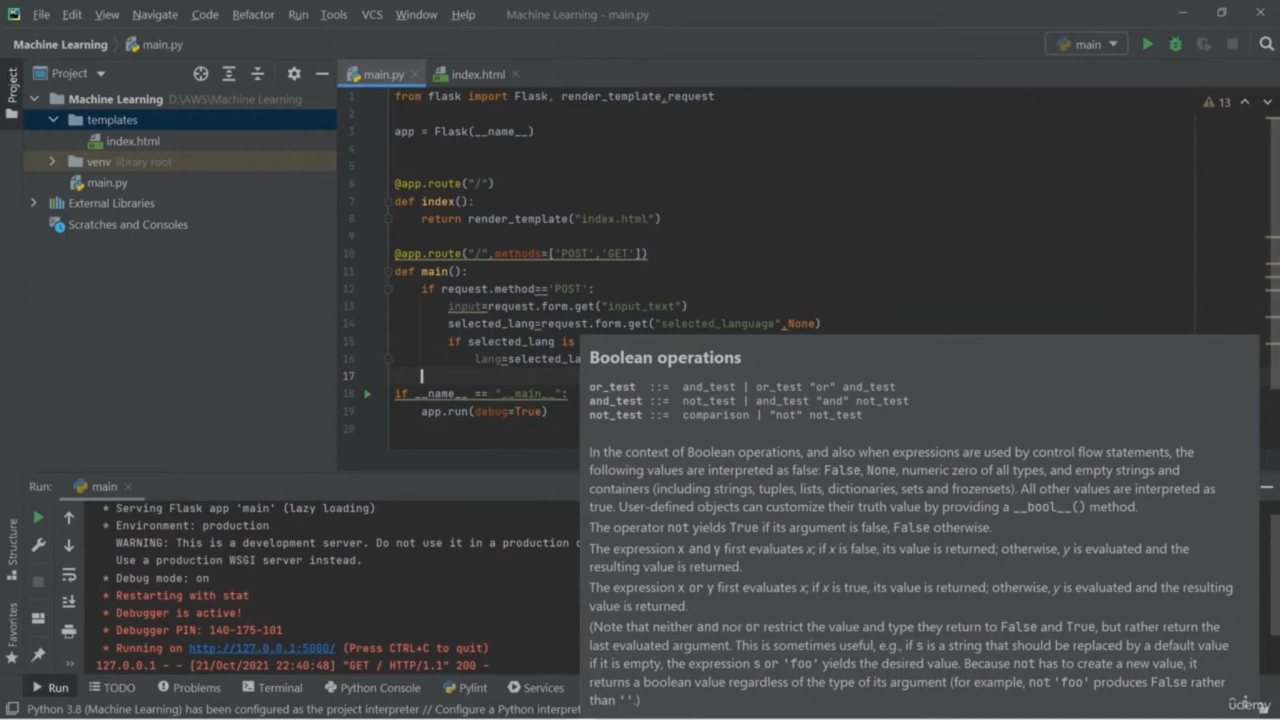 File Edit View Navigate Code Refactor Run Tools VCS Window Help Machine Learning - main.py
Machine Learning main.py main
Project main.py index.html
Project
Machine Learning D:\AWS\Machine Learning
templates
index.html
venv library root
main.py
External Libraries
Scratches and Consoles
13
1 from flask import Flask, render_template,request
2
3 app = Flask(__name__)
4
5
6 @app.route("/")
7 def index():
8 return render_template("index.html")
9
10 @app.route("/",methods=['POST','GET'])
11 def main():
12 if request.method=='POST':
13 input=request.form.get("input_text")
14 selected_lang=request.form.get("selected_language",None)
15 if selected_lang is
16 lang=selected_la
17
18 if __name__ == "__main__":
19 app.run(debug=True)
20
Boolean operations
or_test ::= and_test | or_test "or" and_test
and_test ::= not_test | and_test "and" not_test
not_test ::= comparison | "not" not_test
In the context of Boolean operations, and also when expressions are used by control flow statements, the
following values are interpreted as false: False, None, numeric zero of all types, and empty strings and
containers (including strings, tuples, lists, dictionaries, sets and frozensets). All other values are interpreted as
true. User-defined objects can customize their truth value by providing a __bool__() method.
The operator not yields True if its argument is false, False otherwise.
The expression x and y first evaluates x; if x is false, its value is returned; otherwise, y is evaluated and the
resulting value is returned.
The expression x or y first evaluates x; if x is true, its value is returned; otherwise, y is evaluated and the resulting
value is returned.
(Note that neither and nor or restrict the value and type they return to False and True, but rather return the
last evaluated argument. This is sometimes useful, e.g., if s is a string that should be replaced by a default value
if it is empty, the expression s or 'foo' yields the desired value. Because not has to create a new value, it
returns a boolean value regardless of the type of its argument (for example, not 'foo' produces False rather
than ''.)
Run: main
* Serving Flask app 'main' (lazy loading)
* Environment: production
WARNING: This is a development server. Do not use it in a production d
Use a production WSGI server instead.
* Debug mode: on
* Restarting with stat
* Debugger is active!
* Debugger PIN: 140-175-101
* Running on http://127.0.0.1:5000/ (Press CTRL+C to quit)
127.0.0.1 - - [21/Oct/2021 22:40:48] "GET / HTTP/1.1" 200 -
Structure
Favorites
Run TODO Problems Terminal Python Console Pylint Services
Python 3.8 (Machine Learning) has been configured as the project interpreter // Configure a Python interpret
udemy